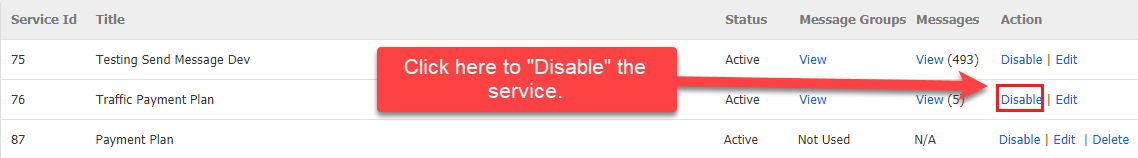 Service Id Title Status Message Groups Messages Action
75 Testing Send Message Dev Active View View (493) Disable | Edit
Click here to "Disable" the
service.
76 Traffic Payment Plan Active View View (5) Disable | Edit
87 Payment Plan Active Not Used N/A Disable | Edit | Delete